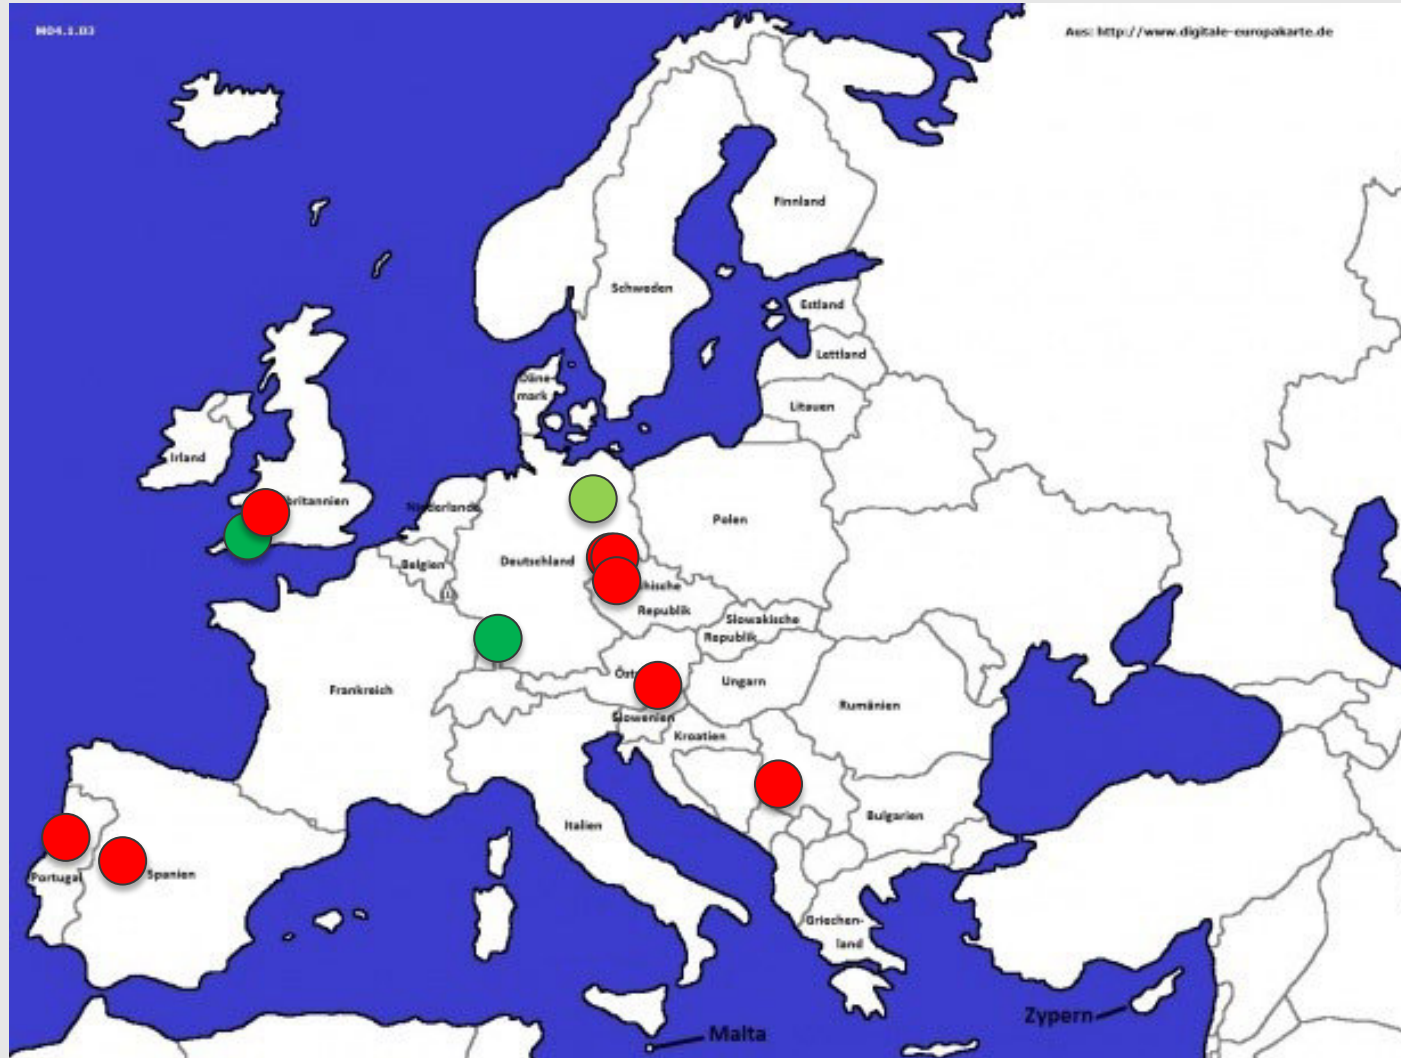 M04.1.03
Aus: http://www.digitale-europakarte.de
Finnland
Schweden
Estland
Lettland
Däne-
mark
Litauen
Irland
britannien
Niederlande
Polen
Belgien
Deutschland
hische
Republik
Slowakische
Republik
Öst
Ungarn
Frankreich
Rumänien
Slowenien
Kroatien
Bulgarien
Italien
Portugal
Spanien
Griechen-
land
Zypern
Malta